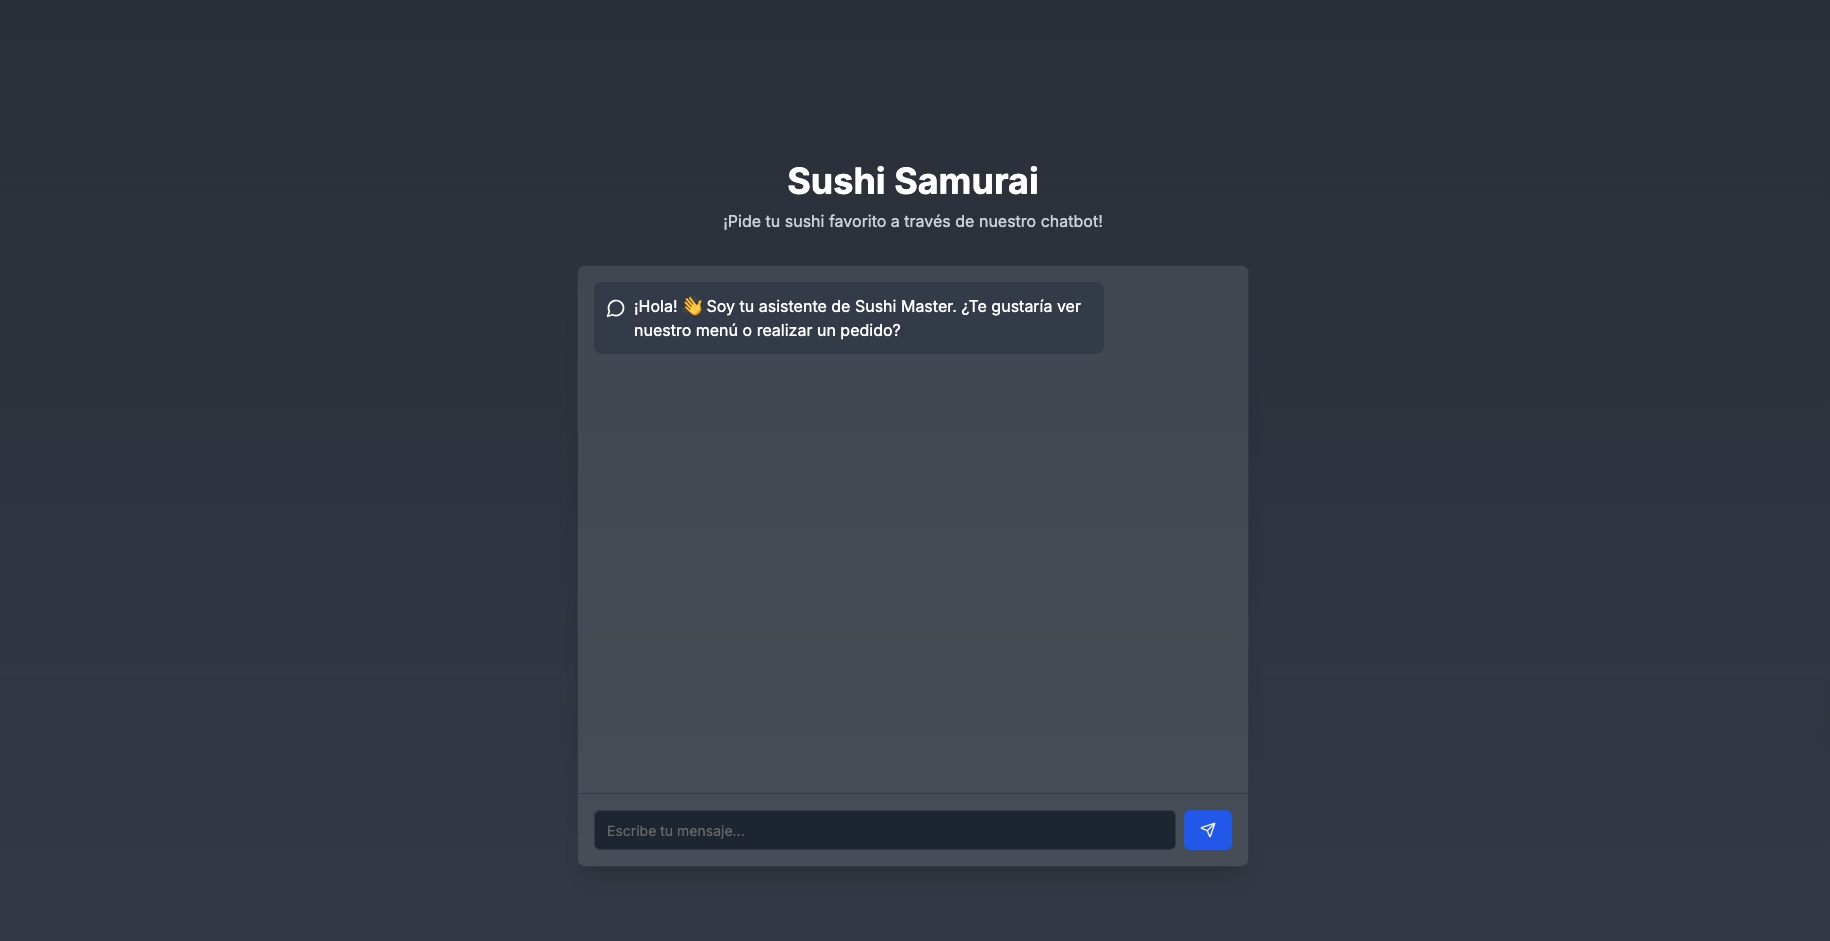 Sushi Samurai
¡Pide tu sushi favorito a través de nuestro chatbot!
¡Hola! 👋 Soy tu asistente de Sushi Master. ¿Te gustaría ver
nuestro menú o realizar un pedido?
Escribe tu mensaje...